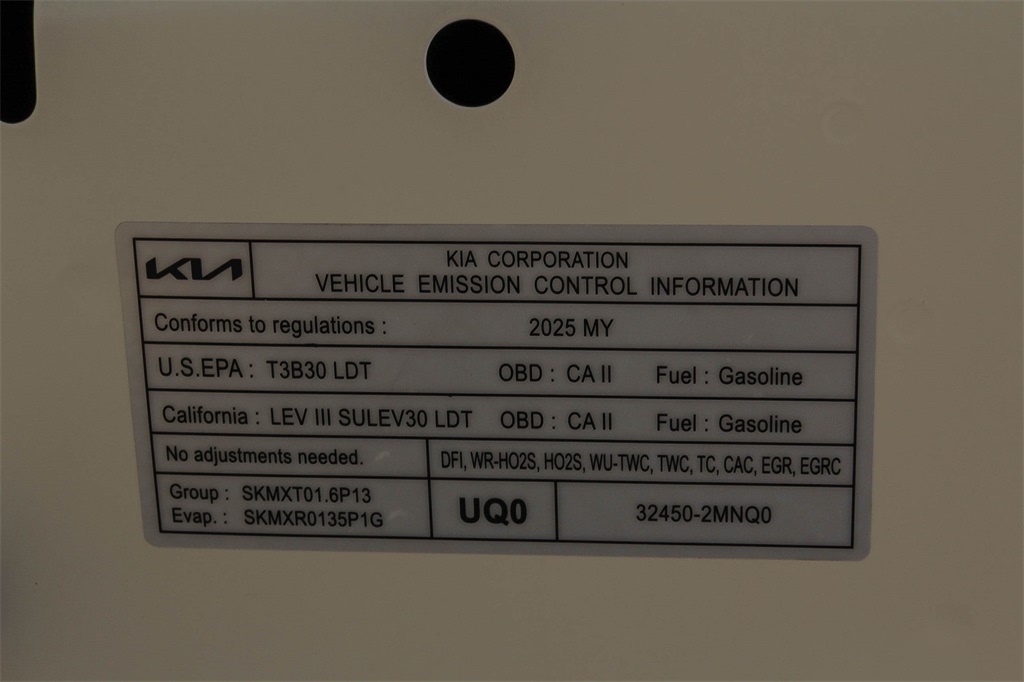 KIA
KIA CORPORATION
VEHICLE EMISSION CONTROL INFORMATION
Conforms to regulations : 2025 MY
U.S.EPA : T3B30 LDT OBD : CA II Fuel : Gasoline
California : LEV III SULEV30 LDT OBD : CA II Fuel : Gasoline
No adjustments needed.
DFI, WR-HO2S, HO2S, WU-TWC, TWC, TC, CAC, EGR, EGRC
Group : SKMXT01.6P13
Evap. : SKMXR0135P1G
UQ0
32450-2MNQ0